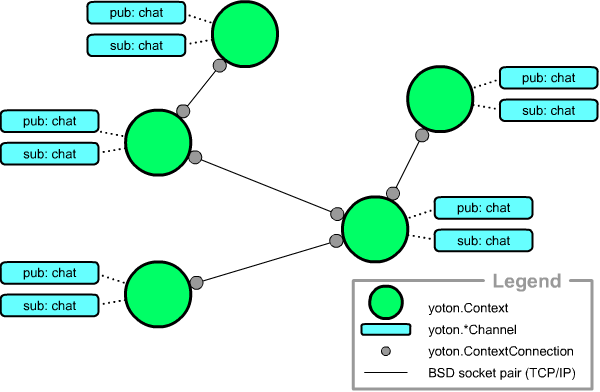 pub: chat
sub: chat
pub: chat
sub: chat
pub: chat
sub: chat
pub: chat
sub: chat
pub: chat
sub: chat
Legend
yoton.Context
yoton.*Channel
yoton.ContextConnection
BSD socket pair (TCP/IP)